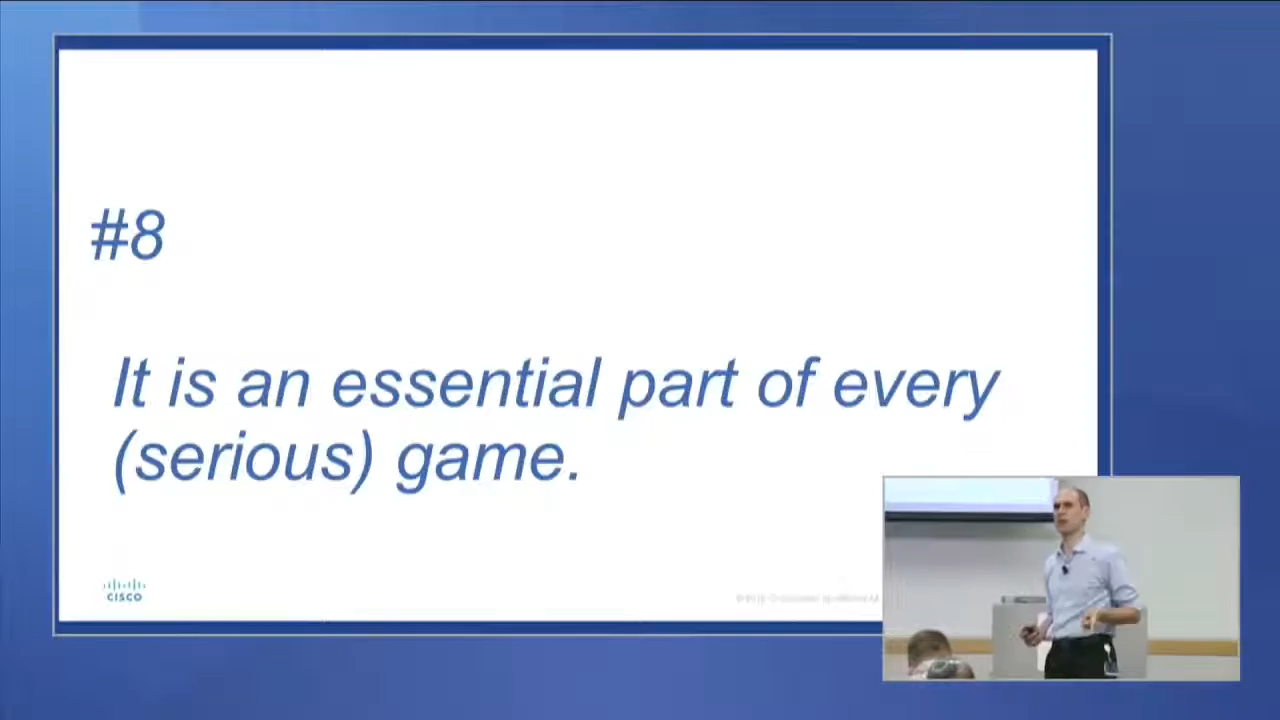 #8
It is an essential part of every
(serious) game.
CISCO